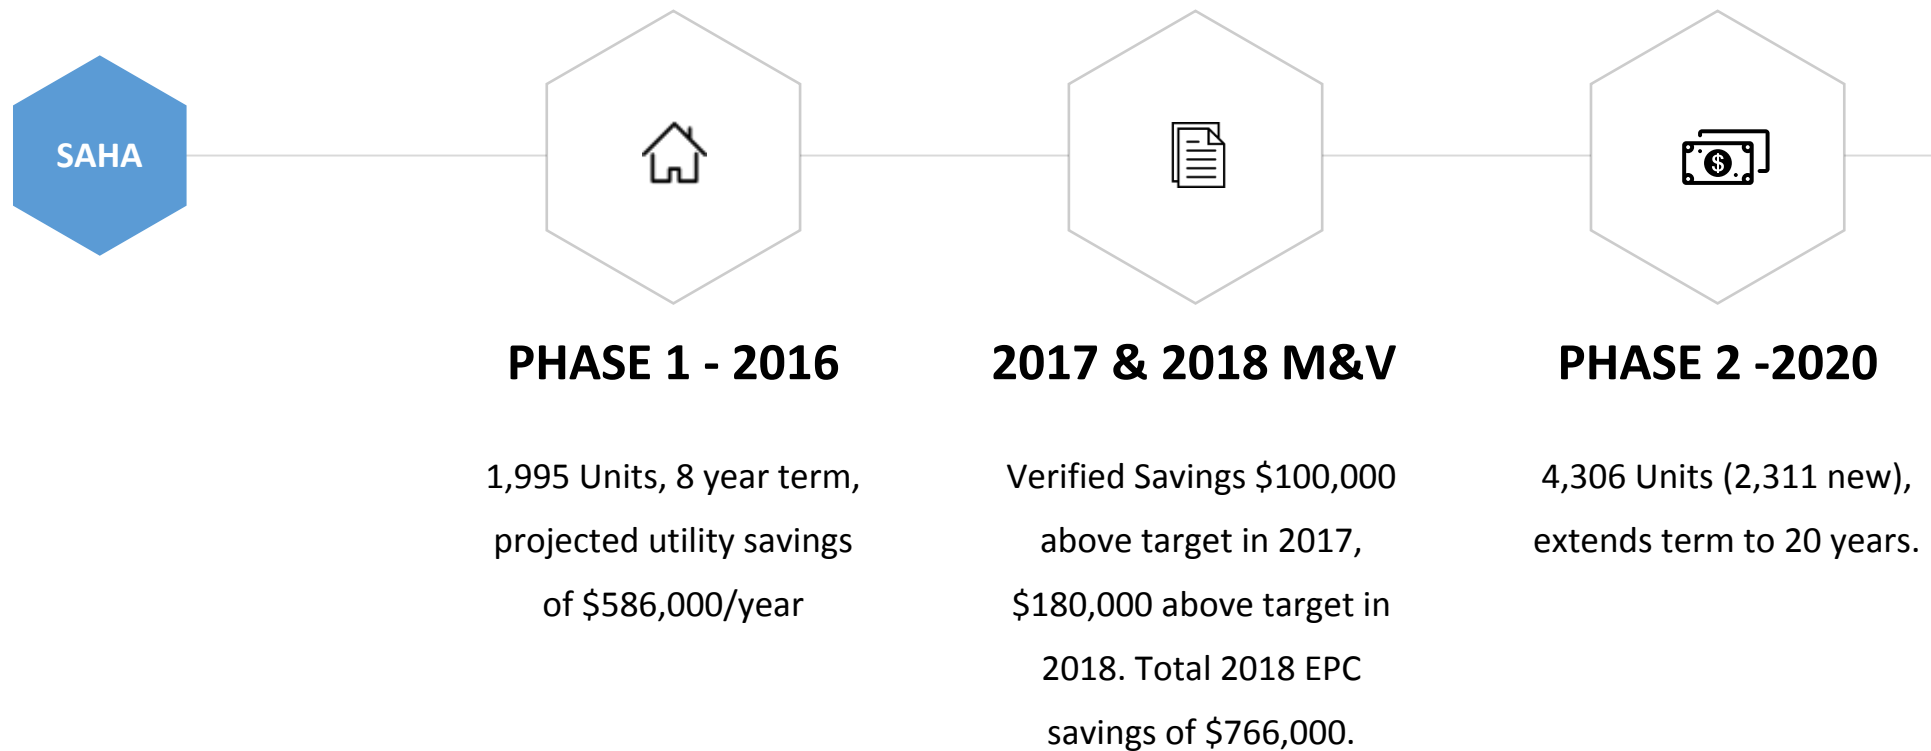 SAHA
PHASE 1 - 2016
1,995 Units, 8 year term,
projected utility savings
of $586,000/year
2017 & 2018 M&V
Verified Savings $100,000
above target in 2017,
$180,000 above target in
2018. Total 2018 EPC
savings of $766,000.
$
PHASE 2 -2020
4,306 Units (2,311 new),
extends term to 20 years.